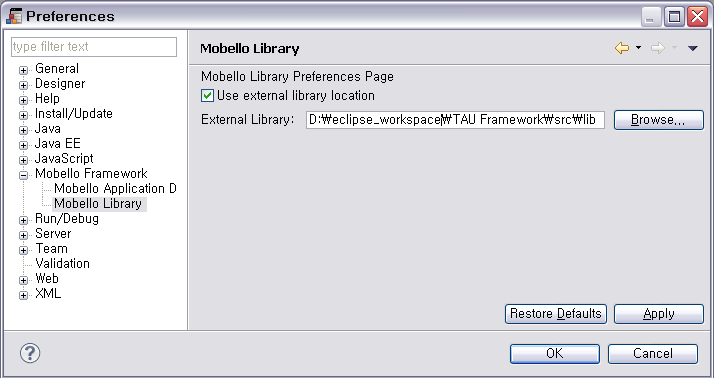 Preferences
type filter text
General
Designer
Help
Install/Update
Java
Java EE
JavaScript
Mobello Framework
Mobello Application D
Mobello Library
Run/Debug
Server
Team
Validation
Web
XML
Mobello Library
Mobello Library Preferences Page
Use external library location
External Library: D:₩eclipse_workspace₩TAU Framework₩src₩lib Browse...
Restore Defaults Apply
? OK Cancel